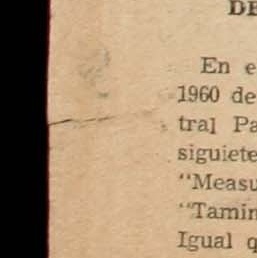 DE
En e
1960 de
tral Pa
siguiete
"Measu
"Tamin
Igual q